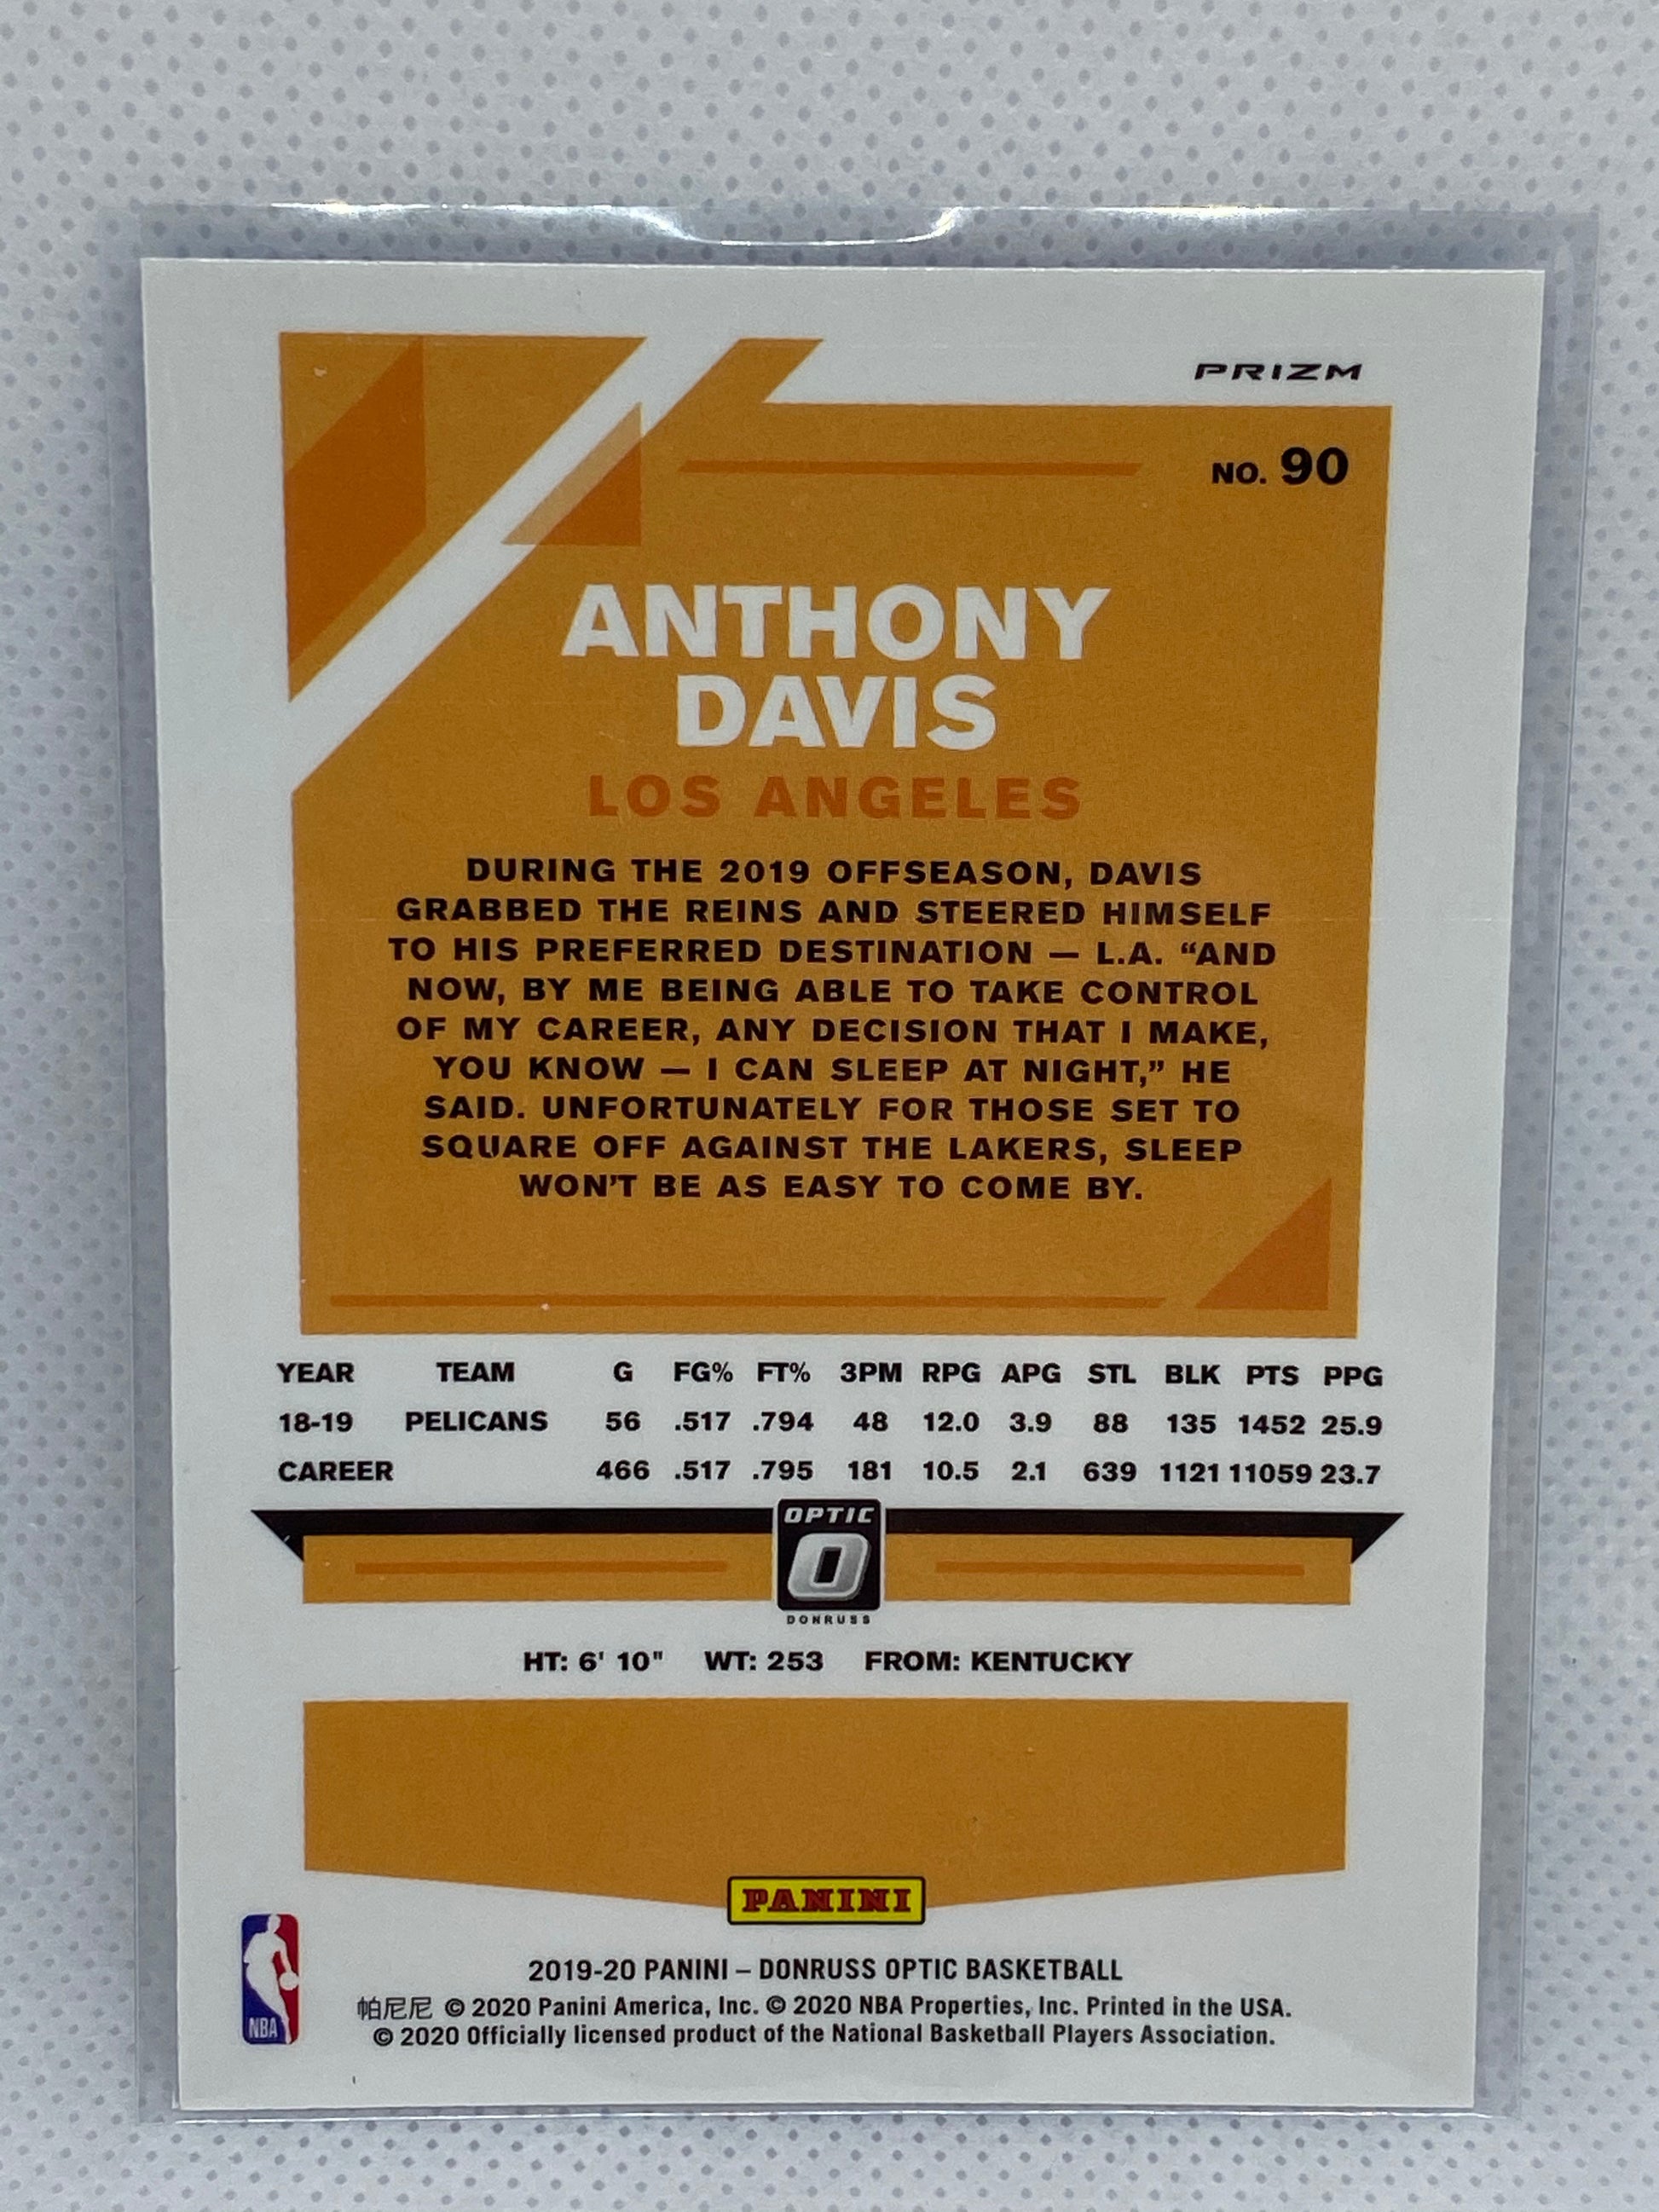 PRIZM
NO. 90
ANTHONY
DAVIS
LOS ANGELES
DURING THE 2019 OFFSEASON, DAVIS
GRABBED THE REINS AND STEERED HIMSELF
TO HIS PREFERRED DESTINATION — L.A. “AND
NOW, BY ME BEING ABLE TO TAKE CONTROL
OF MY CAREER, ANY DECISION THAT I MAKE,
YOU KNOW — I CAN SLEEP AT NIGHT,” HE
SAID. UNFORTUNATELY FOR THOSE SET TO
SQUARE OFF AGAINST THE LAKERS, SLEEP
WON’T BE AS EASY TO COME BY.
YEAR TEAM G FG% FT% 3PM RPG APG STL BLK PTS PPG
18-19 PELICANS 56 .517 .794 48 12.0 3.9 88 135 1452 25.9
CAREER 466 .517 .795 181 10.5 2.1 639 1121 11059 23.7
OPTIC
O
DONRUSS
HT: 6' 10" WT: 253 FROM: KENTUCKY
PANINI
NBA
2019-20 PANINI – DONRUSS OPTIC BASKETBALL
帕尼尼 © 2020 Panini America, Inc. © 2020 NBA Properties, Inc. Printed in the USA.
© 2020 Officially licensed product of the National Basketball Players Association.